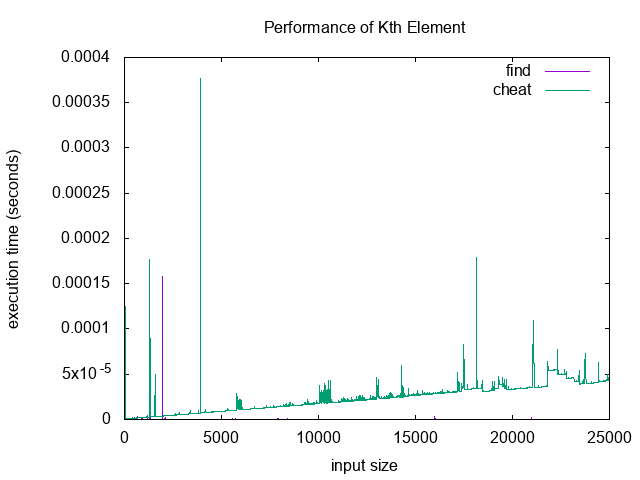 Performance of Kth Element
find
cheat
0.0004
0.00035
0.0003
0.00025
0.0002
0.00015
0.0001
5x10^-5
0
execution time (seconds)
0 5000 10000 15000 20000 25000
input size